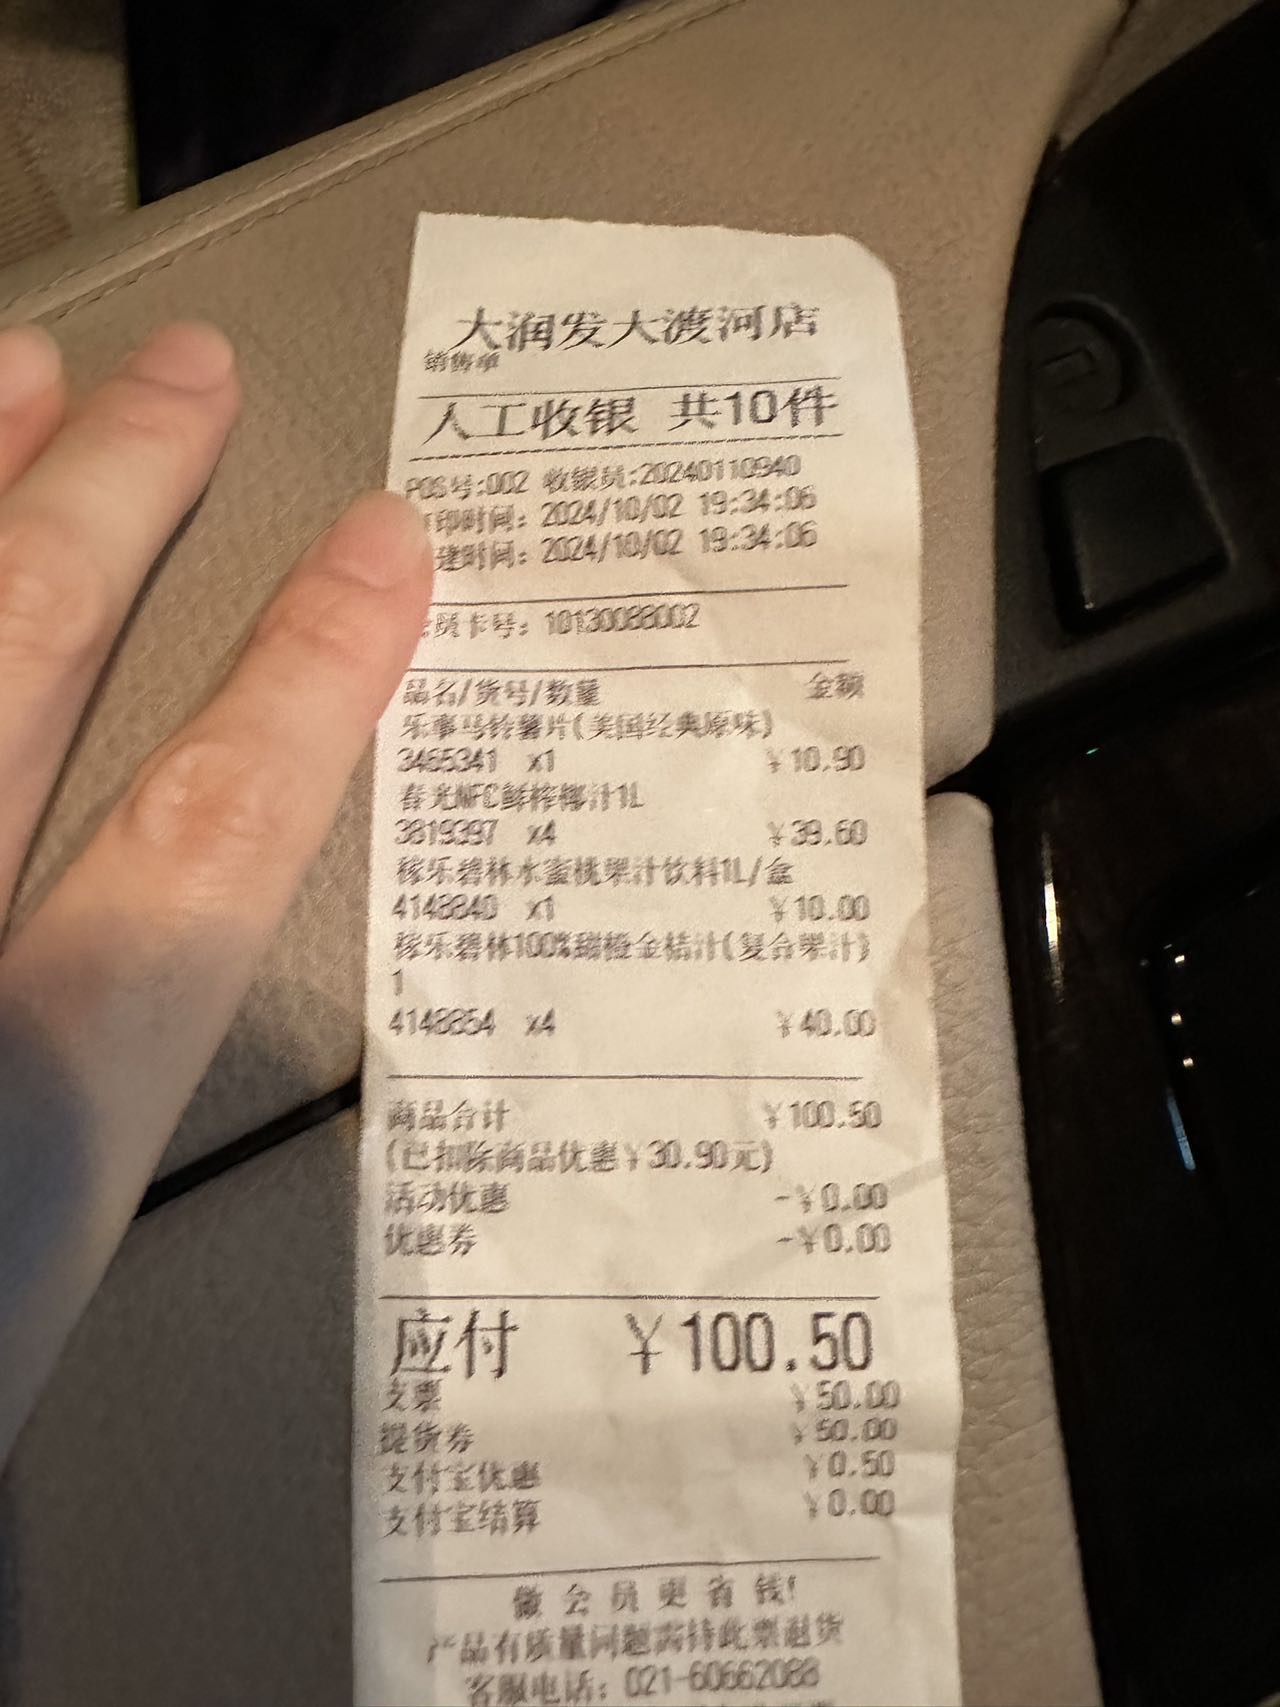 大润发大渡河店
销售单
人工收银 共10件
POS号:002 收银员:20240110940
印时间: 2024/10/02 19:34:06
建时间: 2024/10/02 19:34:06
员卡号: 10130088002
品名/货号/数量 金额
乐事马铃薯片(美国经典原味)
3465341 x1 ￥10.90
春光NFC鲜榨椰汁1L
3819397 x4 ￥39.60
稼乐碧林水蜜桃果汁饮料1L/盒
4148840 x1 ￥10.00
稼乐碧林100%甜橙金桔汁(复合果汁)
1
4148854 x4 ￥40.00
商品合计 ￥100.50
(已扣除商品优惠￥30.90元)
活动优惠 -￥0.00
优惠券 -￥0.00
应付 ￥100.50
支票 ￥50.00
提货券 ￥50.00
支付宝优惠 ￥0.50
支付宝结算 ￥0.00
做会员更省钱!
产品有质量问题需持此票退货
客服电话: 021-60662088